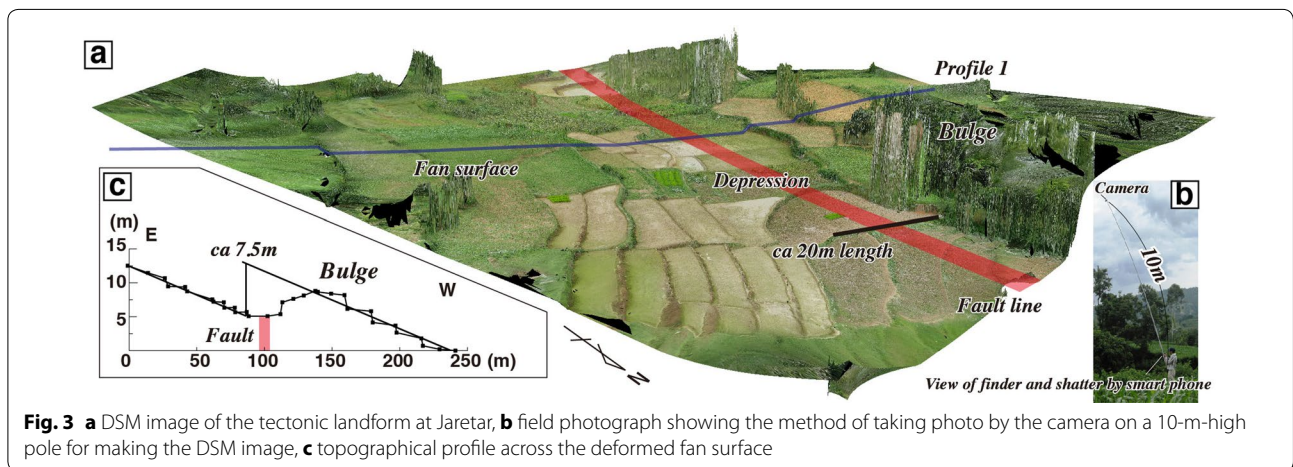 a
Profile 1
Bulge
Fan surface
Depression
c
Camera
b
(m)
E
15
ca 7.5m
Bulge
10m
ca 20m length
10
W
5
Fault
Fault line
0
0 50 100 150 200 250 (m)
N
View of finder and shatter by smart phone
Fig. 3 a DSM image of the tectonic landform at Jaretar, b field photograph showing the method of taking photo by the camera on a 10-m-high
pole for making the DSM image, c topographical profile across the deformed fan surface